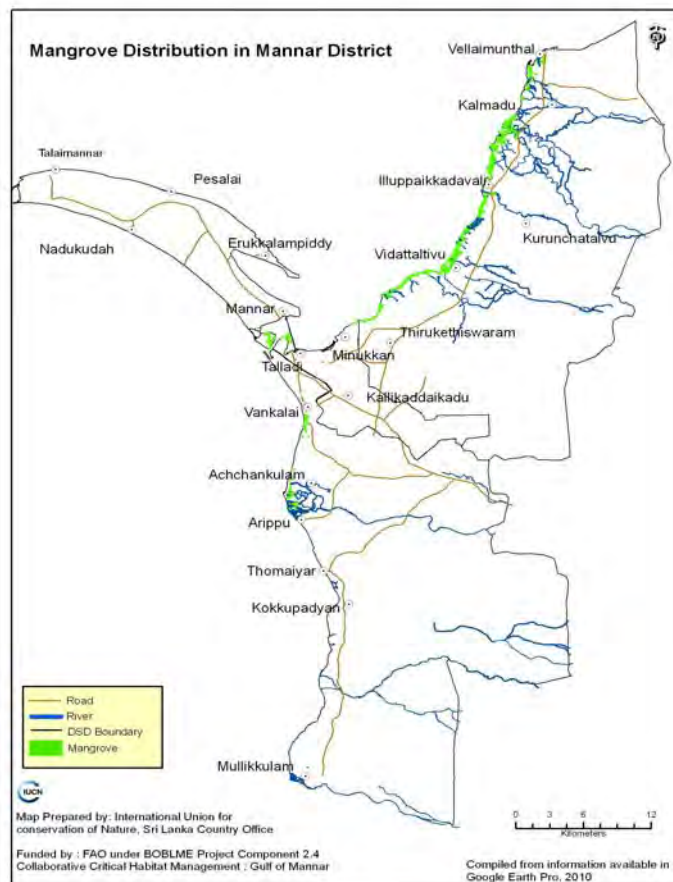 Mangrove Distribution in Mannar District
Vellaimunthal
Kalmadu
Talaimannar
Pesalai
Illuppaikkadavai
Nadukudah
Erukkalampiddy
Kurunchatalvu
Vidattaltivu
Mannar
Thirukethiswaram
Minukkan
Talladi
Kallikaddaikadu
Vankalai
Achchankulam
Arippu
Thomaiyar
Kokkupadyan
Road
River
DSD Boundary
Mangrove
Mullikkulam
IUCN
Map Prepared by: International Union for
conservation of Nature, Sri Lanka Country Office
0 3 6 12
Kilometers
Funded by : FAO under BOBLME Project Component 2.4
Collaborative Critical Habitat Management : Gulf of Mannar
Compiled from information available in
Google Earth Pro, 2010